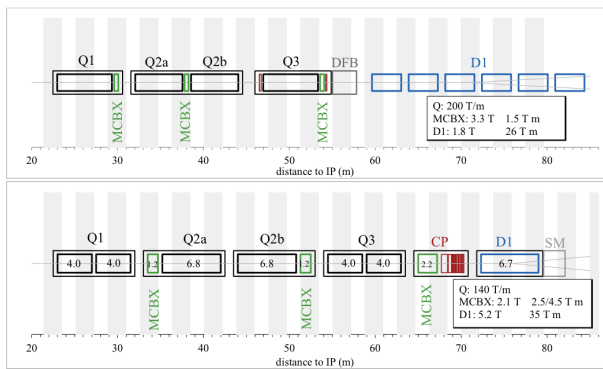 Q1 Q2a Q2b Q3 DFB D1
MCBX MCBX MCBX
Q: 200 T/m
MCBX: 3.3 T 1.5 T m
D1: 1.8 T 26 T m
20 30 40 50 60 70 80
distance to IP (m)
Q1 Q2a Q2b Q3 CP D1 SM
4.0 4.0 1.2 6.8 6.8 1.2 4.0 4.0 2.2 6.7
MCBX MCBX MCBX
Q: 140 T/m
MCBX: 2.1 T 2.5/4.5 T m
D1: 5.2 T 35 T m
20 30 40 50 60 70 80
distance to IP (m)